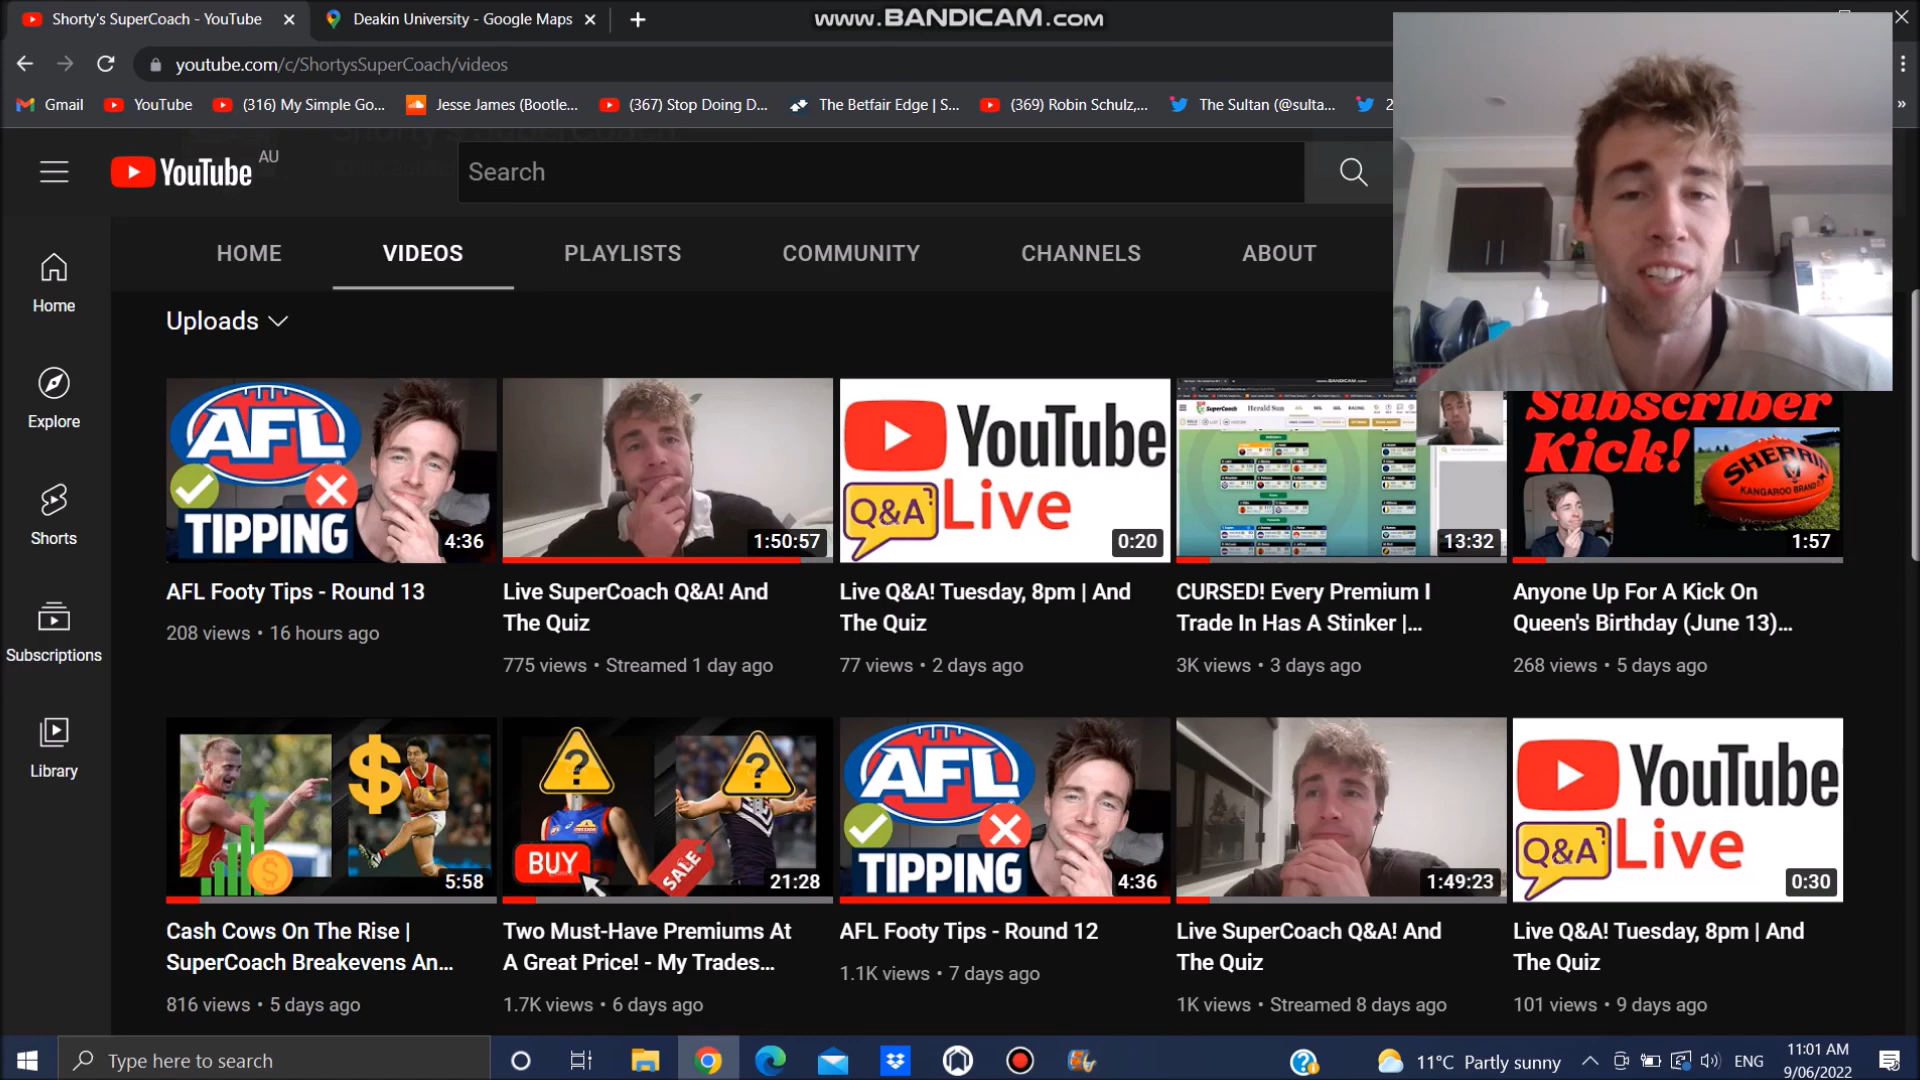 Shorty's SuperCoach - YouTube
Deakin University - Google Maps
www.BANDICAM.com
youtube.com/c/ShortysSuperCoach/videos
Gmail
YouTube
(316) My Simple Go...
Jesse James (Bootle...
(367) Stop Doing D...
The Betfair Edge | S...
(369) Robin Schulz,...
The Sultan (@sulta...
2
»
YouTube
AU
Search
HOME
VIDEOS
PLAYLISTS
COMMUNITY
CHANNELS
ABOUT
Home
Explore
Shorts
Subscriptions
Library
Uploads
AFL
TIPPING
4:36
1:50:57
YouTube
Q&A
Live
0:20
SuperCoach
Herald Sun
13:32
Subscriber
Kick!
SHERRIN
KANGAROO BRAND
1:57
AFL Footy Tips - Round 13
208 views • 16 hours ago
Live SuperCoach Q&A! And
The Quiz
775 views • Streamed 1 day ago
Live Q&A! Tuesday, 8pm | And
The Quiz
77 views • 2 days ago
CURSED! Every Premium I
Trade In Has A Stinker |...
3K views • 3 days ago
Anyone Up For A Kick On
Queen's Birthday (June 13)...
268 views • 5 days ago
$
$
5:58
?
?
BUY
SALE
21:28
AFL
TIPPING
4:36
1:49:23
YouTube
Q&A
Live
0:30
Cash Cows On The Rise |
SuperCoach Breakevens An...
816 views • 5 days ago
Two Must-Have Premiums At
A Great Price! - My Trades...
1.7K views • 6 days ago
AFL Footy Tips - Round 12
1.1K views • 7 days ago
Live SuperCoach Q&A! And
The Quiz
1K views • Streamed 8 days ago
Live Q&A! Tuesday, 8pm | And
The Quiz
101 views • 9 days ago
Type here to search
11°C Partly sunny
ENG
11:01 AM
9/06/2022